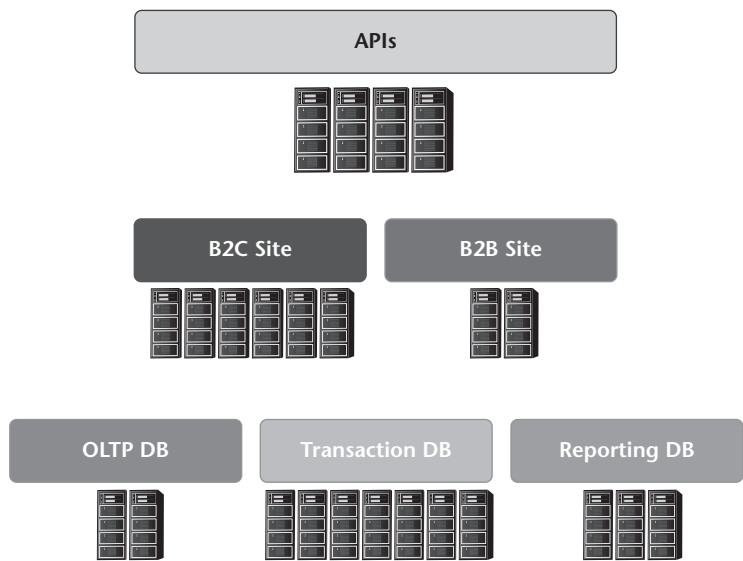 APIs
B2C Site
B2B Site
OLTP DB
Transaction DB
Reporting DB